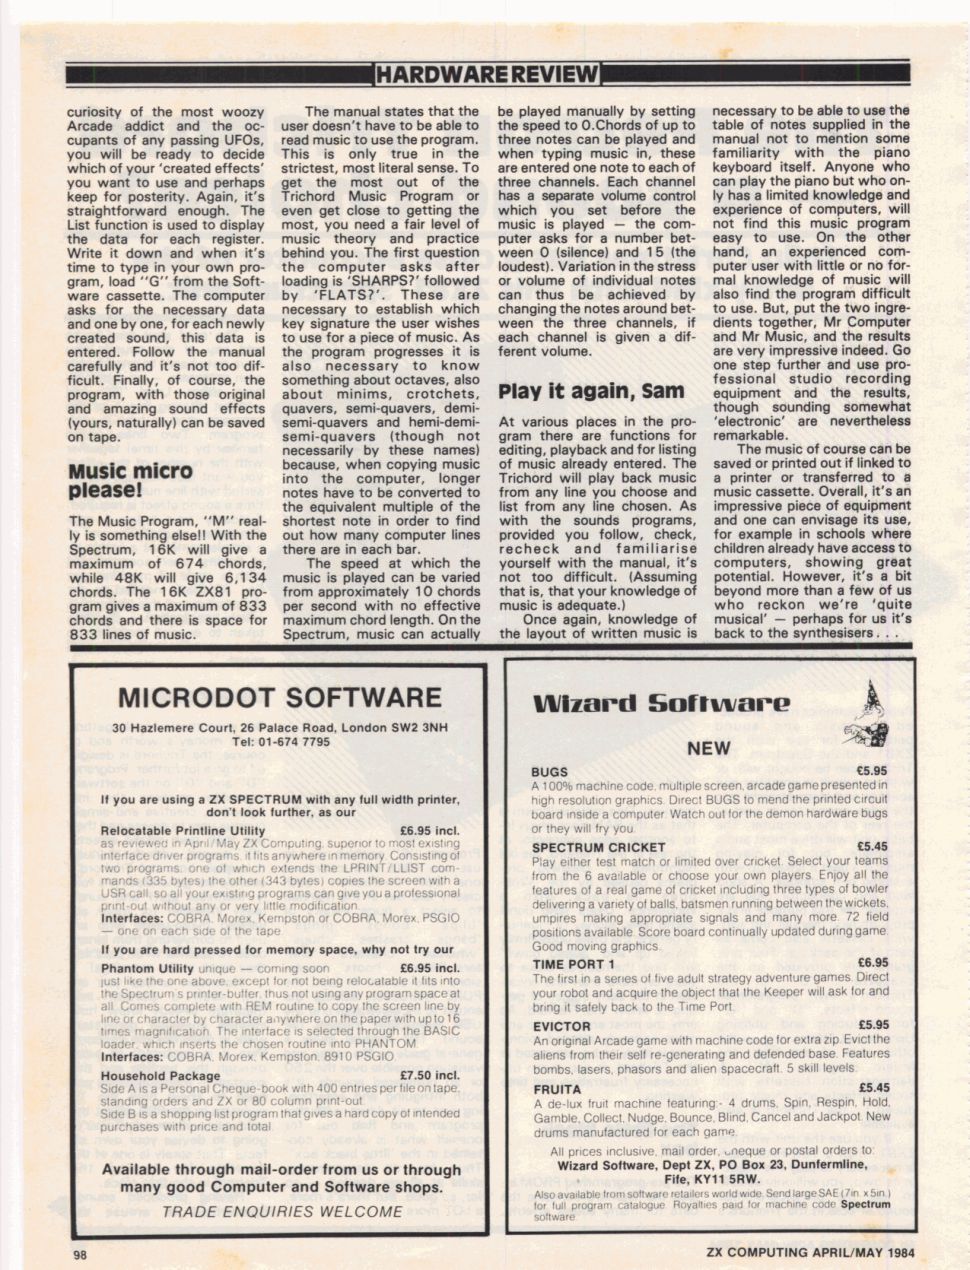 HARDWARE REVIEW
curiosity of the most woozy
Arcade addict and the oc-
cupants of any passing UFOs,
you will be ready to decide
which of your 'created effects'
you want to use and perhaps
keep for posterity. Again, it's
straightforward enough. The
List function is used to display
the data for each register.
Write it down and when it's
time to type in your own pro-
gram, load "G" from the Soft-
ware cassette. The computer
asks for the necessary data
and one by one, for each newly
created sound, this data is
entered. Follow the manual
carefully and it's not too dif-
ficult. Finally, of course, the
program, with those original
and amazing sound effects
(yours, naturally) can be saved
on tape.
Music micro
please!
The Music Program, "M" real-
ly is something else!! With the
Spectrum, 16K will give a
maximum of 674 chords,
while 48K will give 6,134
chords. The 16K ZX81 pro-
gram gives a maximum of 833
chords and there is space for
833 lines of music.
The manual states that the
user doesn't have to be able to
read music to use the program.
This is only true in the
strictest, most literal sense. To
get the most out of the
Trichord Music Program or
even get close to getting the
most, you need a fair level of
music theory and practice
behind you. The first question
the computer asks after
loading is 'SHARPS?' followed
by 'FLATS?'. These are
necessary to establish which
key signature the user wishes
to use for a piece of music. As
the program progresses it is
also necessary to know
something about octaves, also
about minims, crotchets,
quavers, semi-quavers, demi-
semi-quavers and hemi-demi-
semi-quavers (though not
necessarily by these names)
because, when copying music
into the computer, longer
notes have to be converted to
the equivalent multiple of the
shortest note in order to find
out how many computer lines
there are in each bar.
The speed at which the
music is played can be varied
from approximately 10 chords
per second with no effective
maximum chord length. On the
Spectrum, music can actually
be played manually by setting
the speed to 0.Chords of up to
three notes can be played and
when typing music in, these
are entered one note to each of
three channels. Each channel
has a separate volume control
which you set before the
music is played — the com-
puter asks for a number bet-
ween 0 (silence) and 15 (the
loudest). Variation in the stress
or volume of individual notes
can thus be achieved by
changing the notes around bet-
ween the three channels, if
each channel is given a dif-
ferent volume.
Play it again, Sam
At various places in the pro-
gram there are functions for
editing, playback and for listing
of music already entered. The
Trichord will play back music
from any line you choose and
list from any line chosen. As
with the sounds programs,
provided you follow, check,
recheck and familiarise
yourself with the manual, it's
not too difficult. (Assuming
that is, that your knowledge of
music is adequate.)
Once again, knowledge of
the layout of written music is
necessary to be able to use the
table of notes supplied in the
manual not to mention some
familiarity with the piano
keyboard itself. Anyone who
can play the piano but who on-
ly has a limited knowledge and
experience of computers, will
not find this music program
easy to use. On the other
hand, an experienced com-
puter user with little or no for-
mal knowledge of music will
also find the program difficult
to use. But, put the two ingre-
dients together, Mr Computer
and Mr Music, and the results
are very impressive indeed. Go
one step further and use pro-
fessional studio recording
equipment and the results,
though sounding somewhat
'electronic' are nevertheless
remarkable.
The music of course can be
saved or printed out if linked to
a printer or transferred to a
music cassette. Overall, it's an
impressive piece of equipment
and one can envisage its use,
for example in schools where
children already have access to
computers, showing great
potential. However, it's a bit
beyond more than a few of us
who reckon we're 'quite
musical' — perhaps for us it's
back to the synthesisers . . .
MICRODOT SOFTWARE
30 Hazlemere Court, 26 Palace Road, London SW2 3NH
Tel: 01-674 7795
If you are using a ZX SPECTRUM with any full width printer,
don't look further, as our
Relocatable Printline Utility £6.95 incl.
as reviewed in April/May ZX Computing, superior to most existing
interface driver programs, it fits anywhere in memory. Consisting of
two programs, one of which extends the LPRINT/LLIST com-
mands (335 bytes) the other (343 bytes) copies the screen with a
USR call, so all your existing programs can give you a professional
print-out without any or very little modification.
Interfaces: COBRA, Morex, Kempston or COBRA, Morex, PSGIO
— one on each side of the tape.
If you are hard pressed for memory space, why not try our
Phantom Utility unique — coming soon £6.95 incl.
just like the one above, except for not being relocatable it fits into
the Spectrum's printer-buffer, thus not using any program space at
all. Comes complete with REM routine to copy the screen line by
line or character by character anywhere on the paper with up to 16
times magnification. The interface is selected through the BASIC
loader, which inserts the chosen routine into PHANTOM.
Interfaces: COBRA, Morex, Kempston, 8910 PSGIO.
Household Package £7.50 incl.
Side A is a Personal Cheque-book with 400 entries per file on tape,
standing orders and ZX or 80 column print-out.
Side B is a shopping list program that gives a hard copy of intended
purchases with price and total.
Available through mail-order from us or through
many good Computer and Software shops.
TRADE ENQUIRIES WELCOME
Wizard Software
NEW
BUGS £5.95
A 100% machine code, multiple screen, arcade game presented in
high resolution graphics. Direct BUGS to mend the printed circuit
board inside a computer. Watch out for the demon hardware bugs
or they will fry you.
SPECTRUM CRICKET £5.45
Play either test match or limited over cricket. Select your teams
from the 6 available or choose your own players. Enjoy all the
features of a real game of cricket including three types of bowler
delivering a variety of balls, batsmen running between the wickets,
umpires making appropriate signals and many more. 72 field
positions available. Score board continually updated during game.
Good moving graphics.
TIME PORT 1 £6.95
The first in a series of five adult strategy adventure games. Direct
your robot and acquire the object that the Keeper will ask for and
bring it safely back to the Time Port.
EVICTOR £5.95
An original Arcade game with machine code for extra zip. Evict the
aliens from their self re-generating and defended base. Features
bombs, lasers, phasors and alien spacecraft. 5 skill levels.
FRUITA £5.45
A de-lux fruit machine featuring:- 4 drums, Spin, Respin, Hold,
Gamble, Collect, Nudge, Bounce, Blind, Cancel and Jackpot. New
drums manufactured for each game.
All prices inclusive, mail order, cheque or postal orders to:
Wizard Software, Dept ZX, PO Box 23, Dunfermline,
Fife, KY11 5RW.
Also available from software retailers world wide. Send large SAE (7in. x 5in.)
for full program catalogue. Royalties paid for machine code Spectrum
software.
98
ZX COMPUTING APRIL/MAY 1984